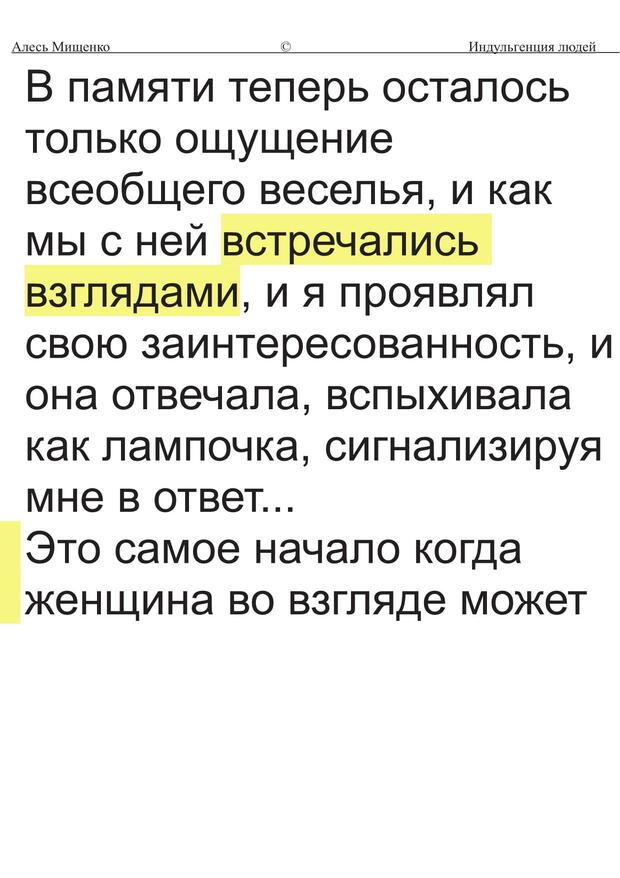 Алесь Мищенко © Индульгенция людей
В памяти теперь осталось
только ощущение
всеобщего веселья, и как
мы с ней встречались
взглядами, и я проявлял
свою заинтересованность, и
она отвечала, вспыхивала
как лампочка, сигнализируя
мне в ответ...
Это самое начало когда
женщина во взгляде может